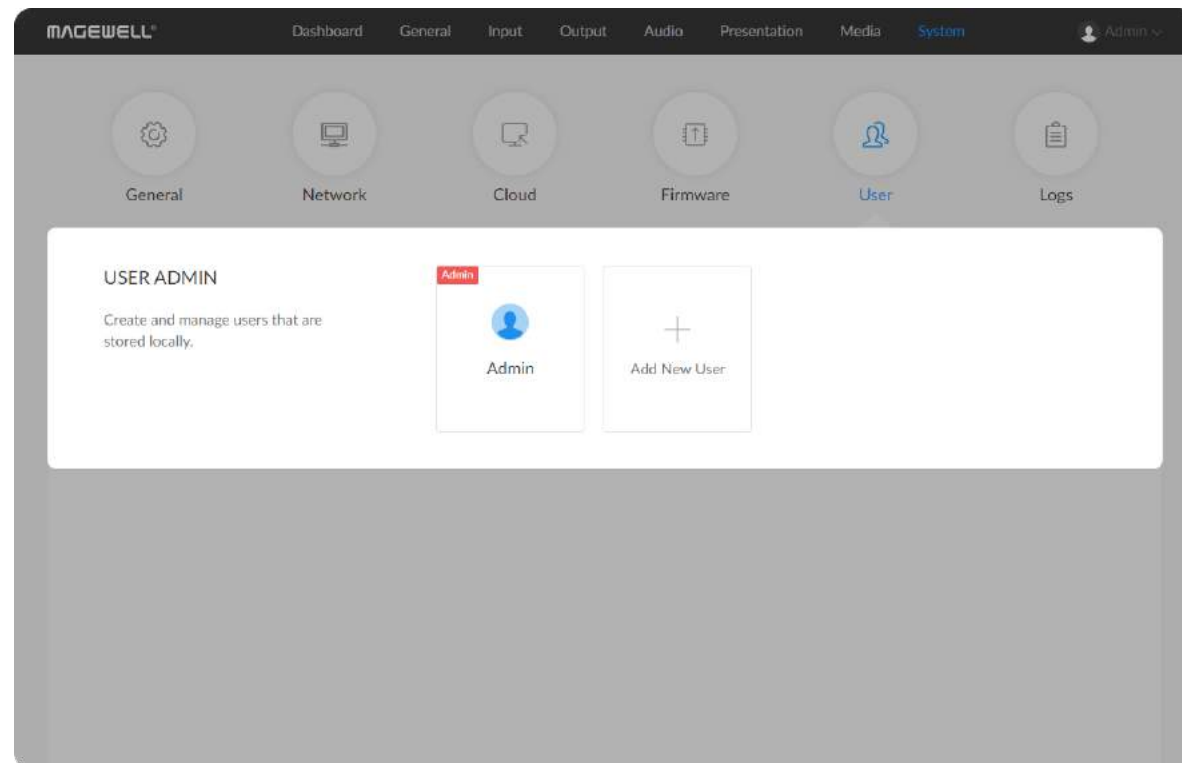 MAGEWELL®
Dashboard General Input Output Audio Presentation Media System Admin
General Network Cloud Firmware User Logs
USER ADMIN
Create and manage users that are
stored locally.
Admin
Admin
Add New User